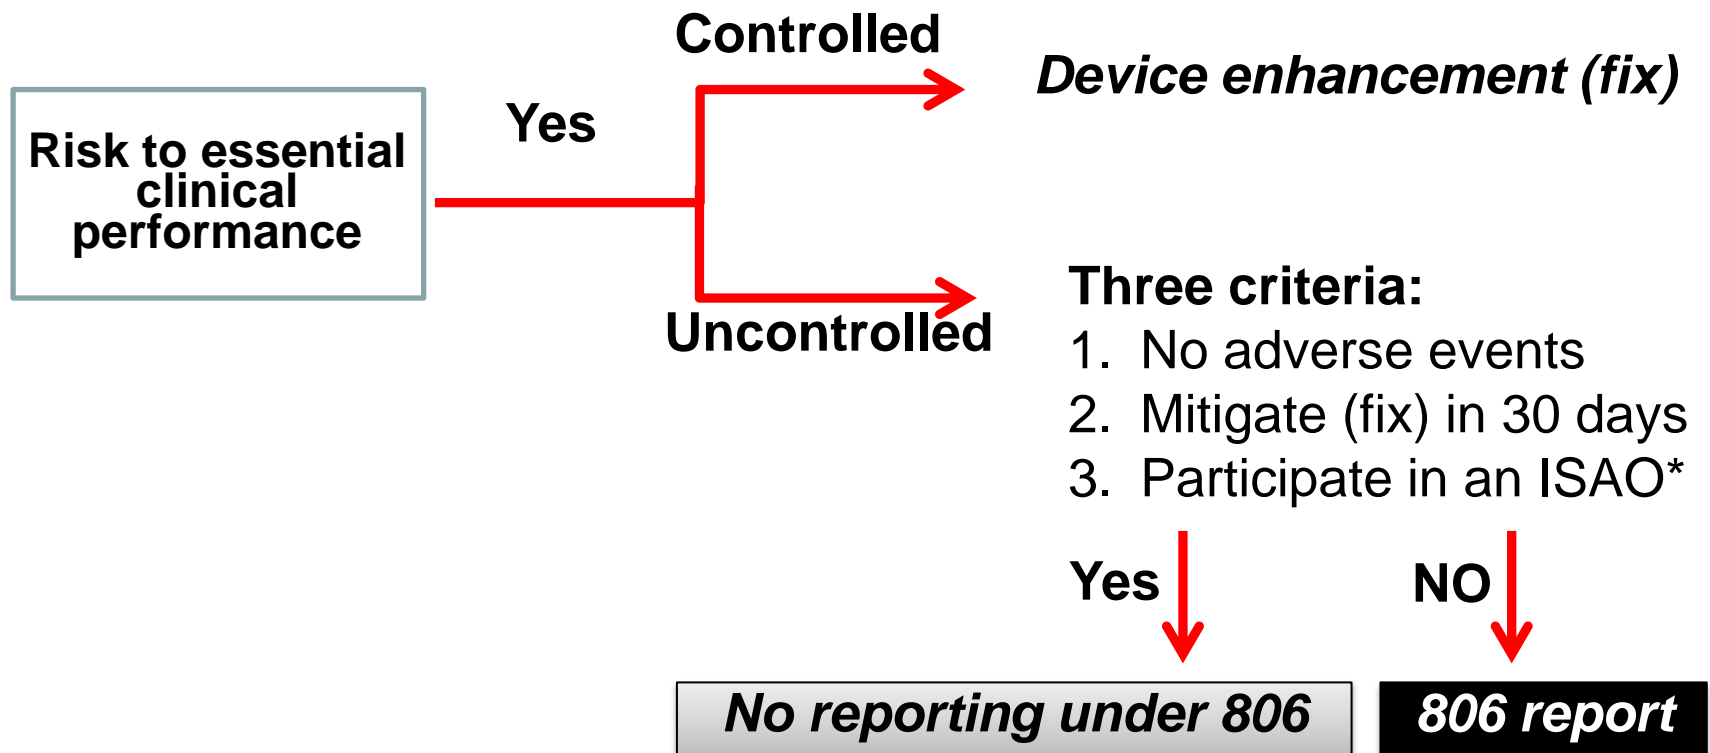 Controlled
Device enhancement (fix)
Yes
Risk to essential
clinical
performance
Uncontrolled
Three criteria:
1. No adverse events
2. Mitigate (fix) in 30 days
3. Participate in an ISAO*
Yes
NO
No reporting under 806
806 report